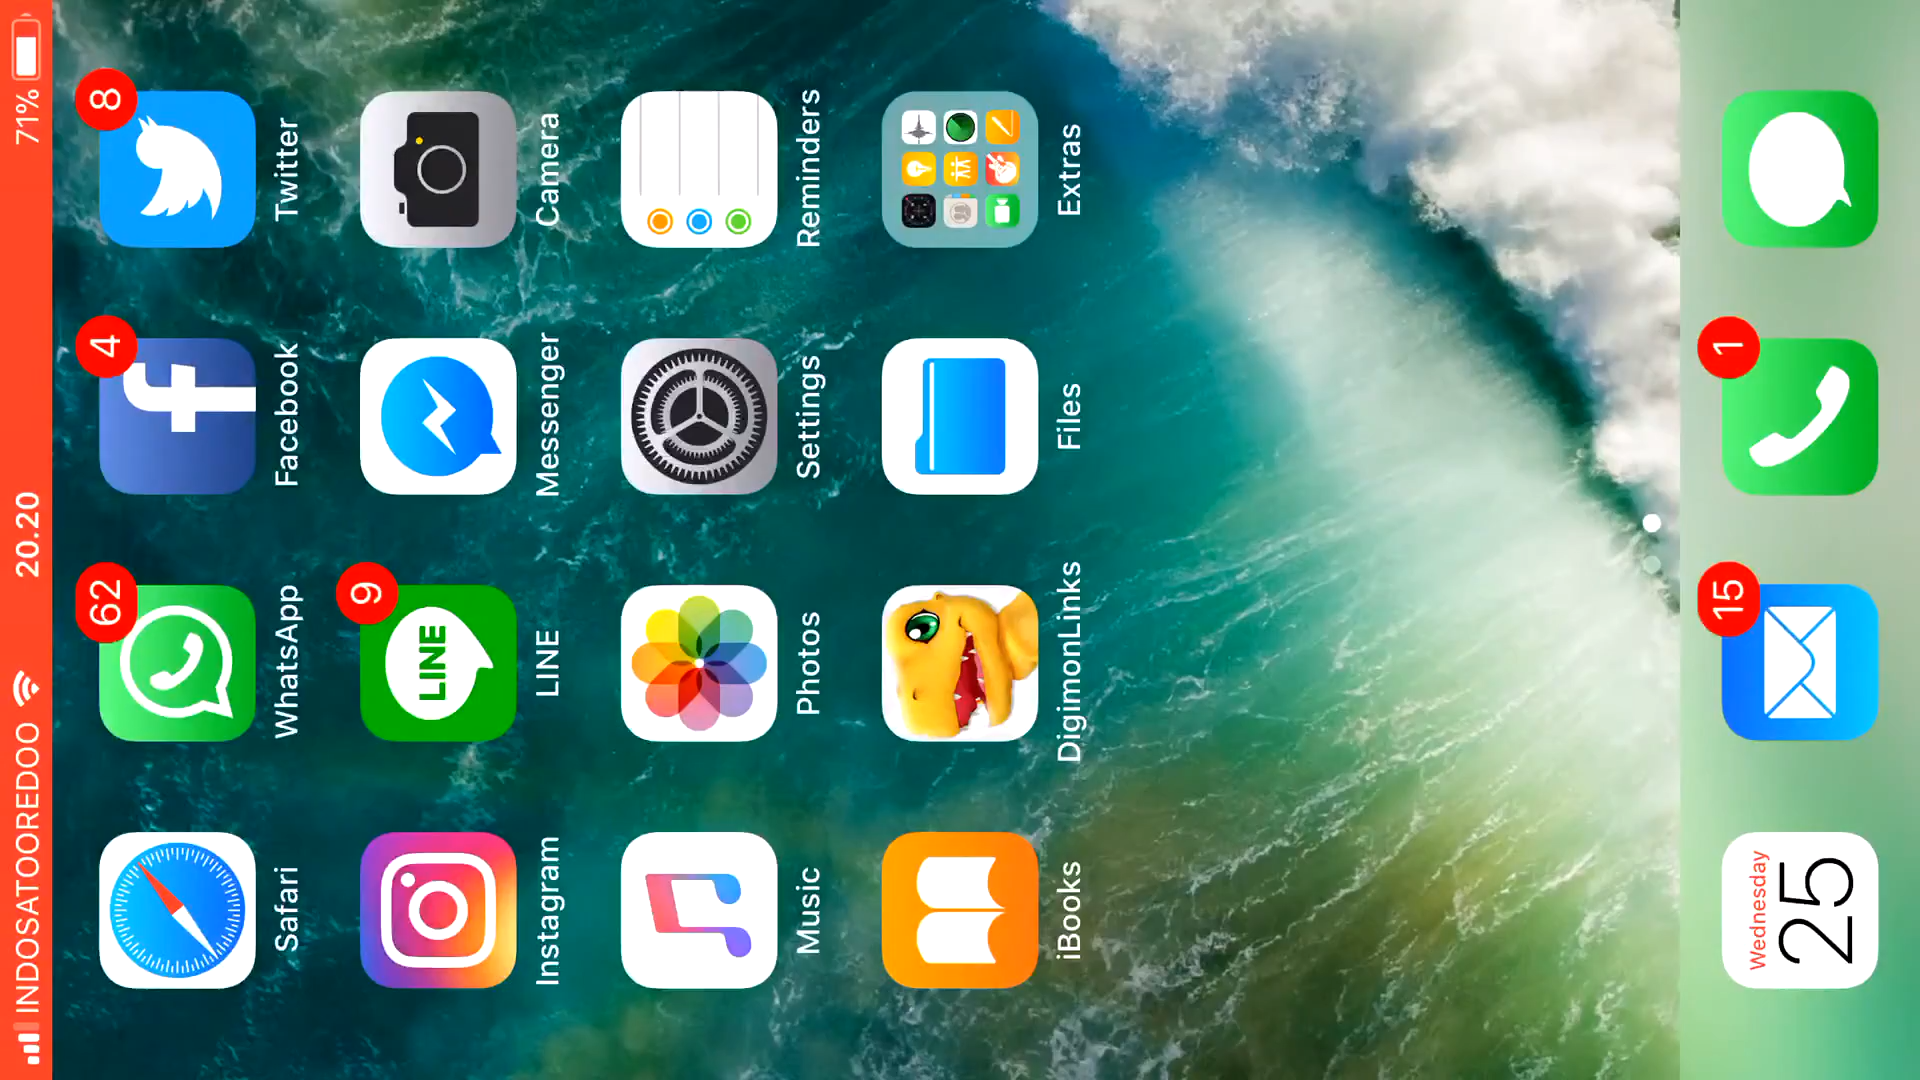 INDOSATOOREDOO 20.20 71%
62 4 8
Safari WhatsApp Facebook Twitter
9
LINE
Instagram LINE Messenger Camera
Music Photos Settings Reminders
iBooks DigimonLinks Files Extras
15 1
Wednesday
25